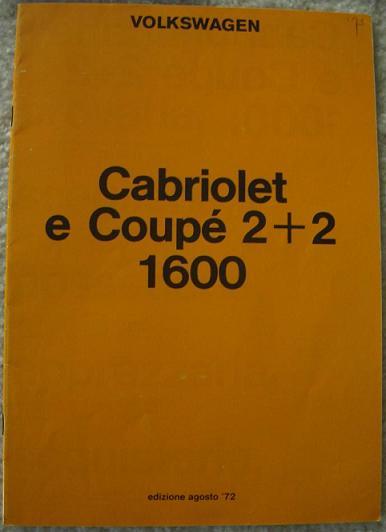 VOLKSWAGEN
Cabriolet
e Coupé 2+2
1600
edizione agosto '72